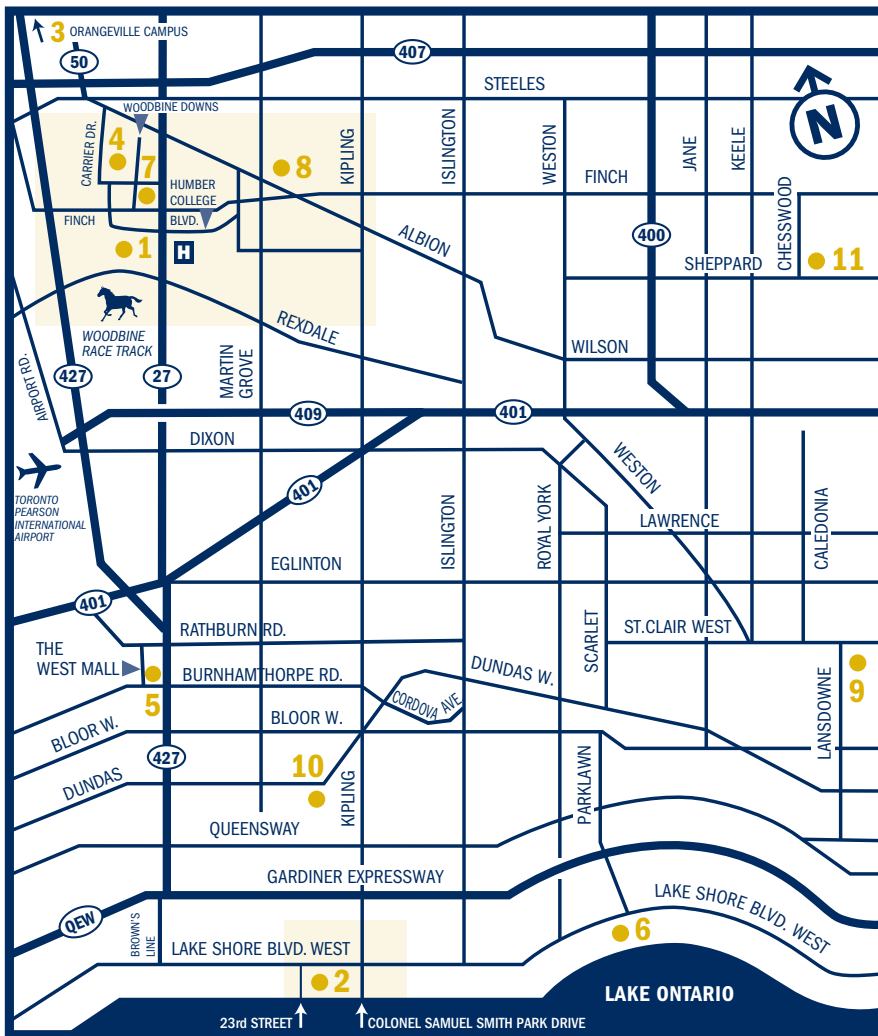 3 ORANGEVILLE CAMPUS
50
407
STEELES
WOODBINE DOWNS
N
CARRIER DR.
4
7
8
KIPLING
ISLINGTON
WESTON
JANE
KEELE
FINCH
HUMBER
COLLEGE
BLVD.
FINCH
CHESSWOOD
1
H
ALBION
400
SHEPPARD
11
WOODBINE
RACE TRACK
REXDALE
WILSON
AIRPORT RD.
427
27
MARTIN
GROVE
409
401
DIXON
WESTON
TORONTO
PEARSON
INTERNATIONAL
AIRPORT
401
ISLINGTON
ROYAL YORK
LAWRENCE
CALEDONIA
EGLINTON
401
RATHBURN RD.
SCARLET
ST.CLAIR WEST
THE
WEST MALL
5
BURNHAMTHORPE RD.
CORDOVA AVE
DUNDAS W.
9
LANSDOWNE
BLOOR W.
BLOOR W.
427
DUNDAS
10
KIPLING
PARKLAWN
QUEENSWAY
GARDINER EXPRESSWAY
QEW
BROWN'S
LINE
LAKE SHORE BLVD. WEST
LAKE SHORE BLVD. WEST
6
2
LAKE ONTARIO
23rd STREET
COLONEL SAMUEL SMITH PARK DRIVE